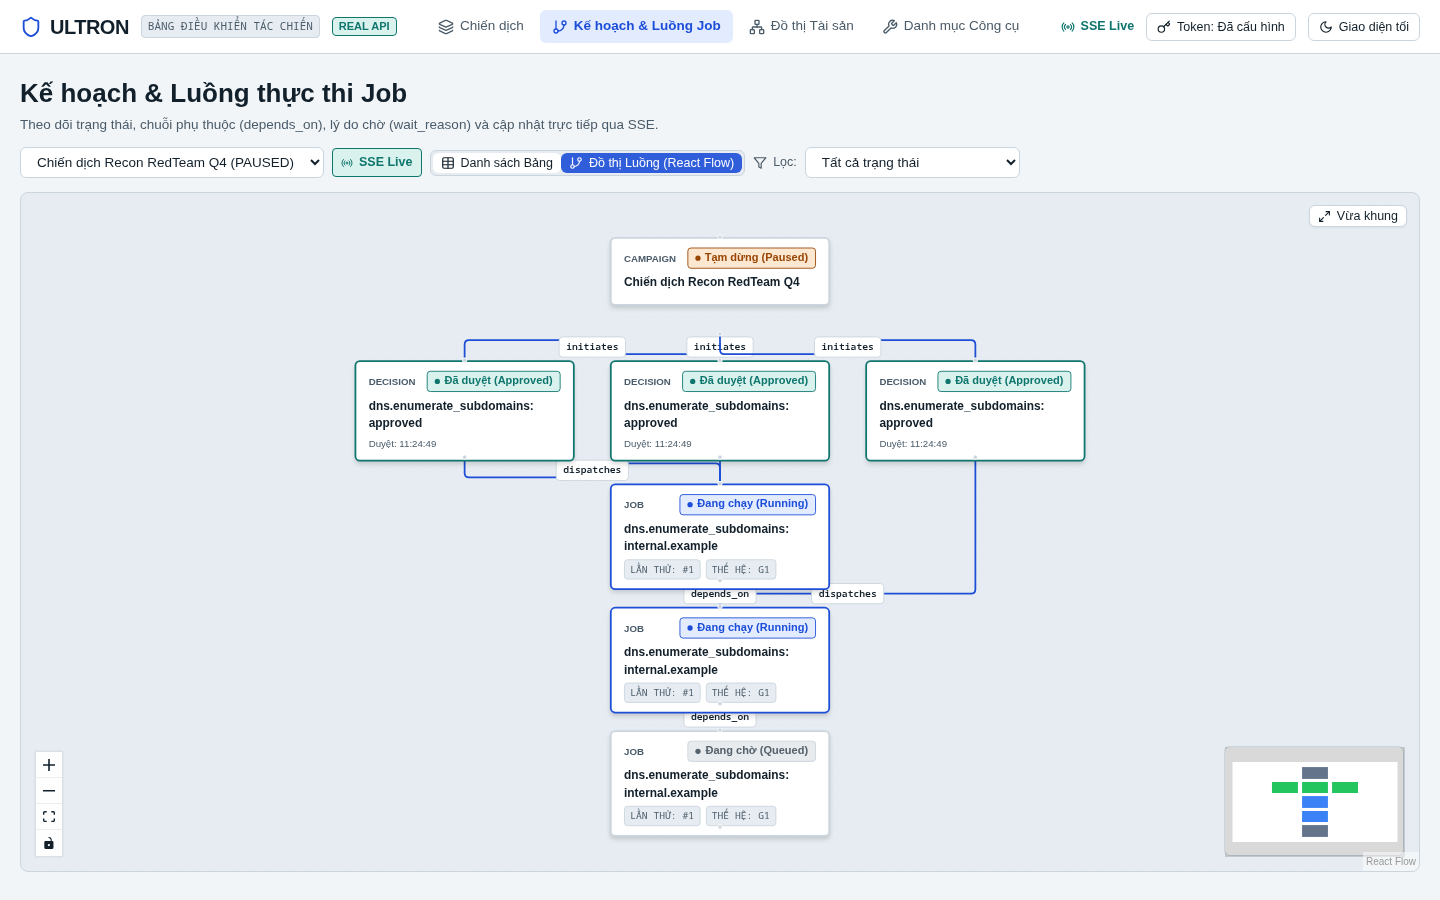 ULTRON
BẢNG ĐIỀU KHIỂN TÁC CHIẾN
REAL API
Chiến dịch
Kế hoạch & Luồng Job
Đồ thị Tài sản
Danh mục Công cụ
SSE Live
Token: Đã cấu hình
Giao diện tối
Kế hoạch & Luồng thực thi Job
Theo dõi trạng thái, chuỗi phụ thuộc (depends_on), lý do chờ (wait_reason) và cập nhật trực tiếp qua SSE.
Chiến dịch Recon RedTeam Q4 (PAUSED)
SSE Live
Danh sách Bảng
Đồ thị Luồng (React Flow)
Lọc:
Tất cả trạng thái
Vừa khung
CAMPAIGN
Tạm dừng (Paused)
Chiến dịch Recon RedTeam Q4
initiates
initiates
initiates
DECISION
Đã duyệt (Approved)
dns.enumerate_subdomains:
approved
Duyệt: 11:24:49
DECISION
Đã duyệt (Approved)
dns.enumerate_subdomains:
approved
Duyệt: 11:24:49
DECISION
Đã duyệt (Approved)
dns.enumerate_subdomains:
approved
Duyệt: 11:24:49
dispatches
JOB
Đang chạy (Running)
dns.enumerate_subdomains:
internal.example
LẦN THỬ: #1
THẾ HỆ: G1
depends_on
dispatches
JOB
Đang chạy (Running)
dns.enumerate_subdomains:
internal.example
LẦN THỬ: #1
THẾ HỆ: G1
depends_on
JOB
Đang chờ (Queued)
dns.enumerate_subdomains:
internal.example
LẦN THỬ: #1
THẾ HỆ: G1
React Flow